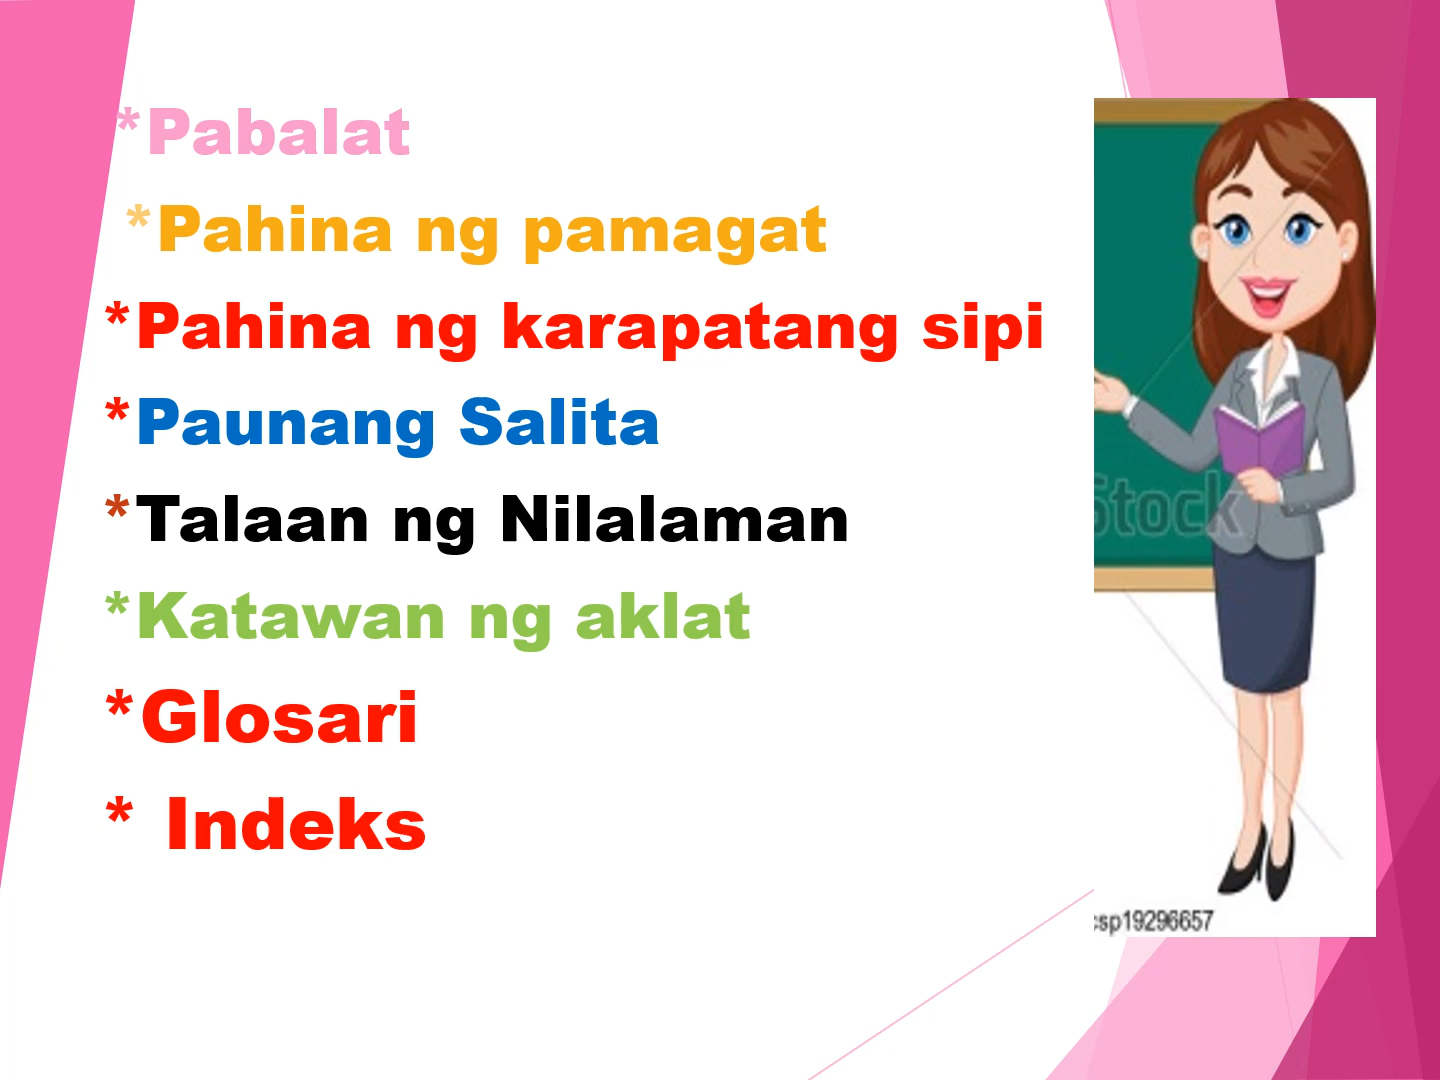 *Pabalat
*Pahina ng pamagat
*Pahina ng karapatang sipi
*Paunang Salita
*Talaan ng Nilalaman
*Katawan ng aklat
*Glosari
* Indeks
Stock
csp19296657